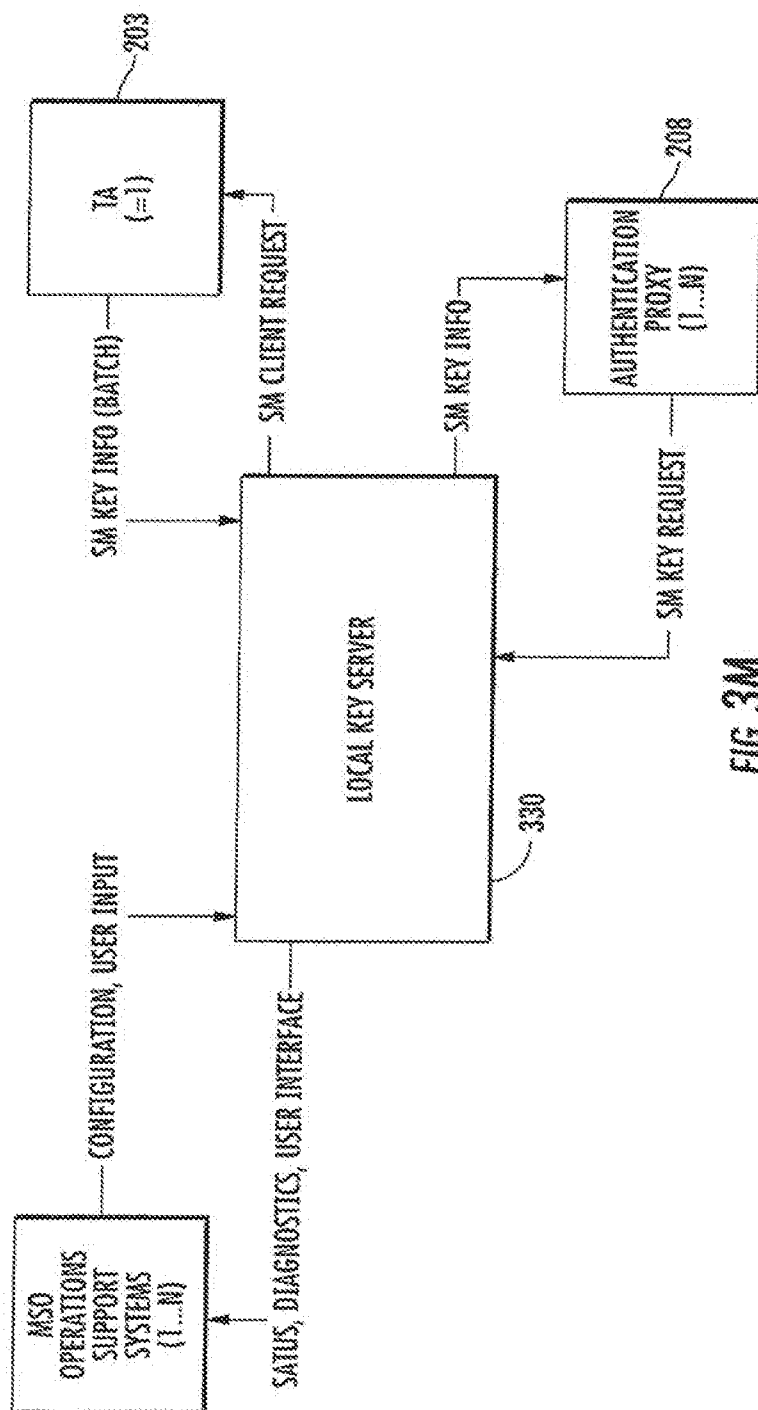 MSO
OPERATIONS
SUPPORT
SYSTEMS
(1...N)
CONFIGURATION, USER INPUT
SATUS, DIAGNOSTICS, USER INTERFACE
LOCAL KEY SERVER
330
SM KEY INFO (BATCH)
TA
(=1)
203
SM CLIENT REQUEST
SM KEY INFO
AUTHENTICATION
PROXY
(1...N)
208
SM KEY REQUEST
FIG. 3M